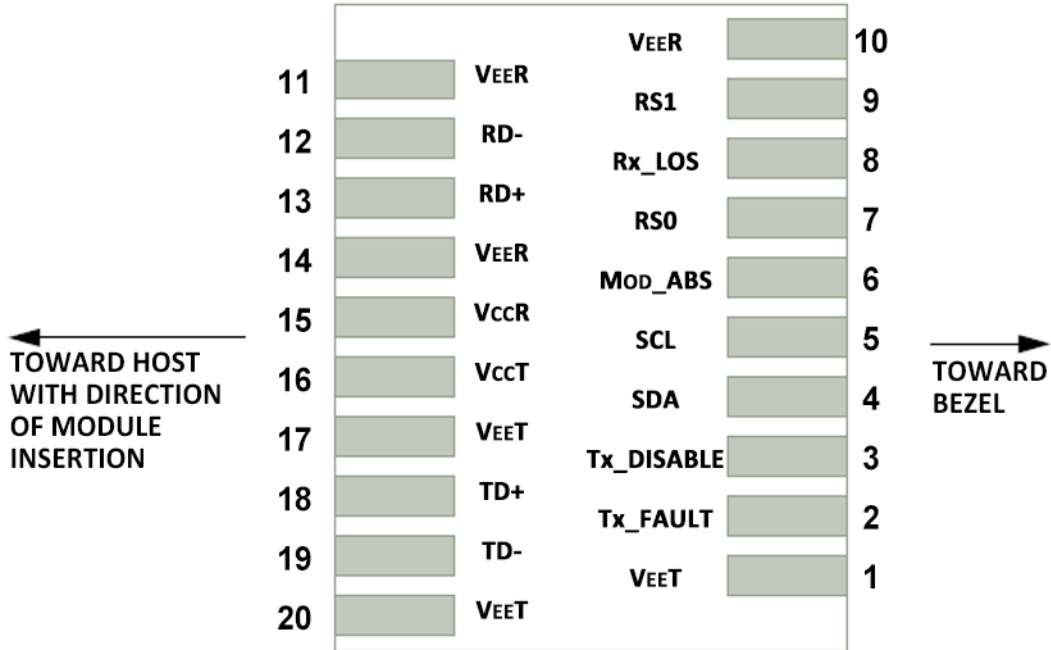 VEER 10
11 VEER
RS1 9
12 RD-
Rx_LOS 8
13 RD+
RS0 7
14 VEER
MOD_ABS 6
15 VCCR
SCL 5
TOWARD HOST
WITH DIRECTION
OF MODULE
INSERTION
TOWARD
BEZEL
16 VCCT
SDA 4
17 VEET
Tx_DISABLE 3
18 TD+
Tx_FAULT 2
19 TD-
VEET 1
20 VEET